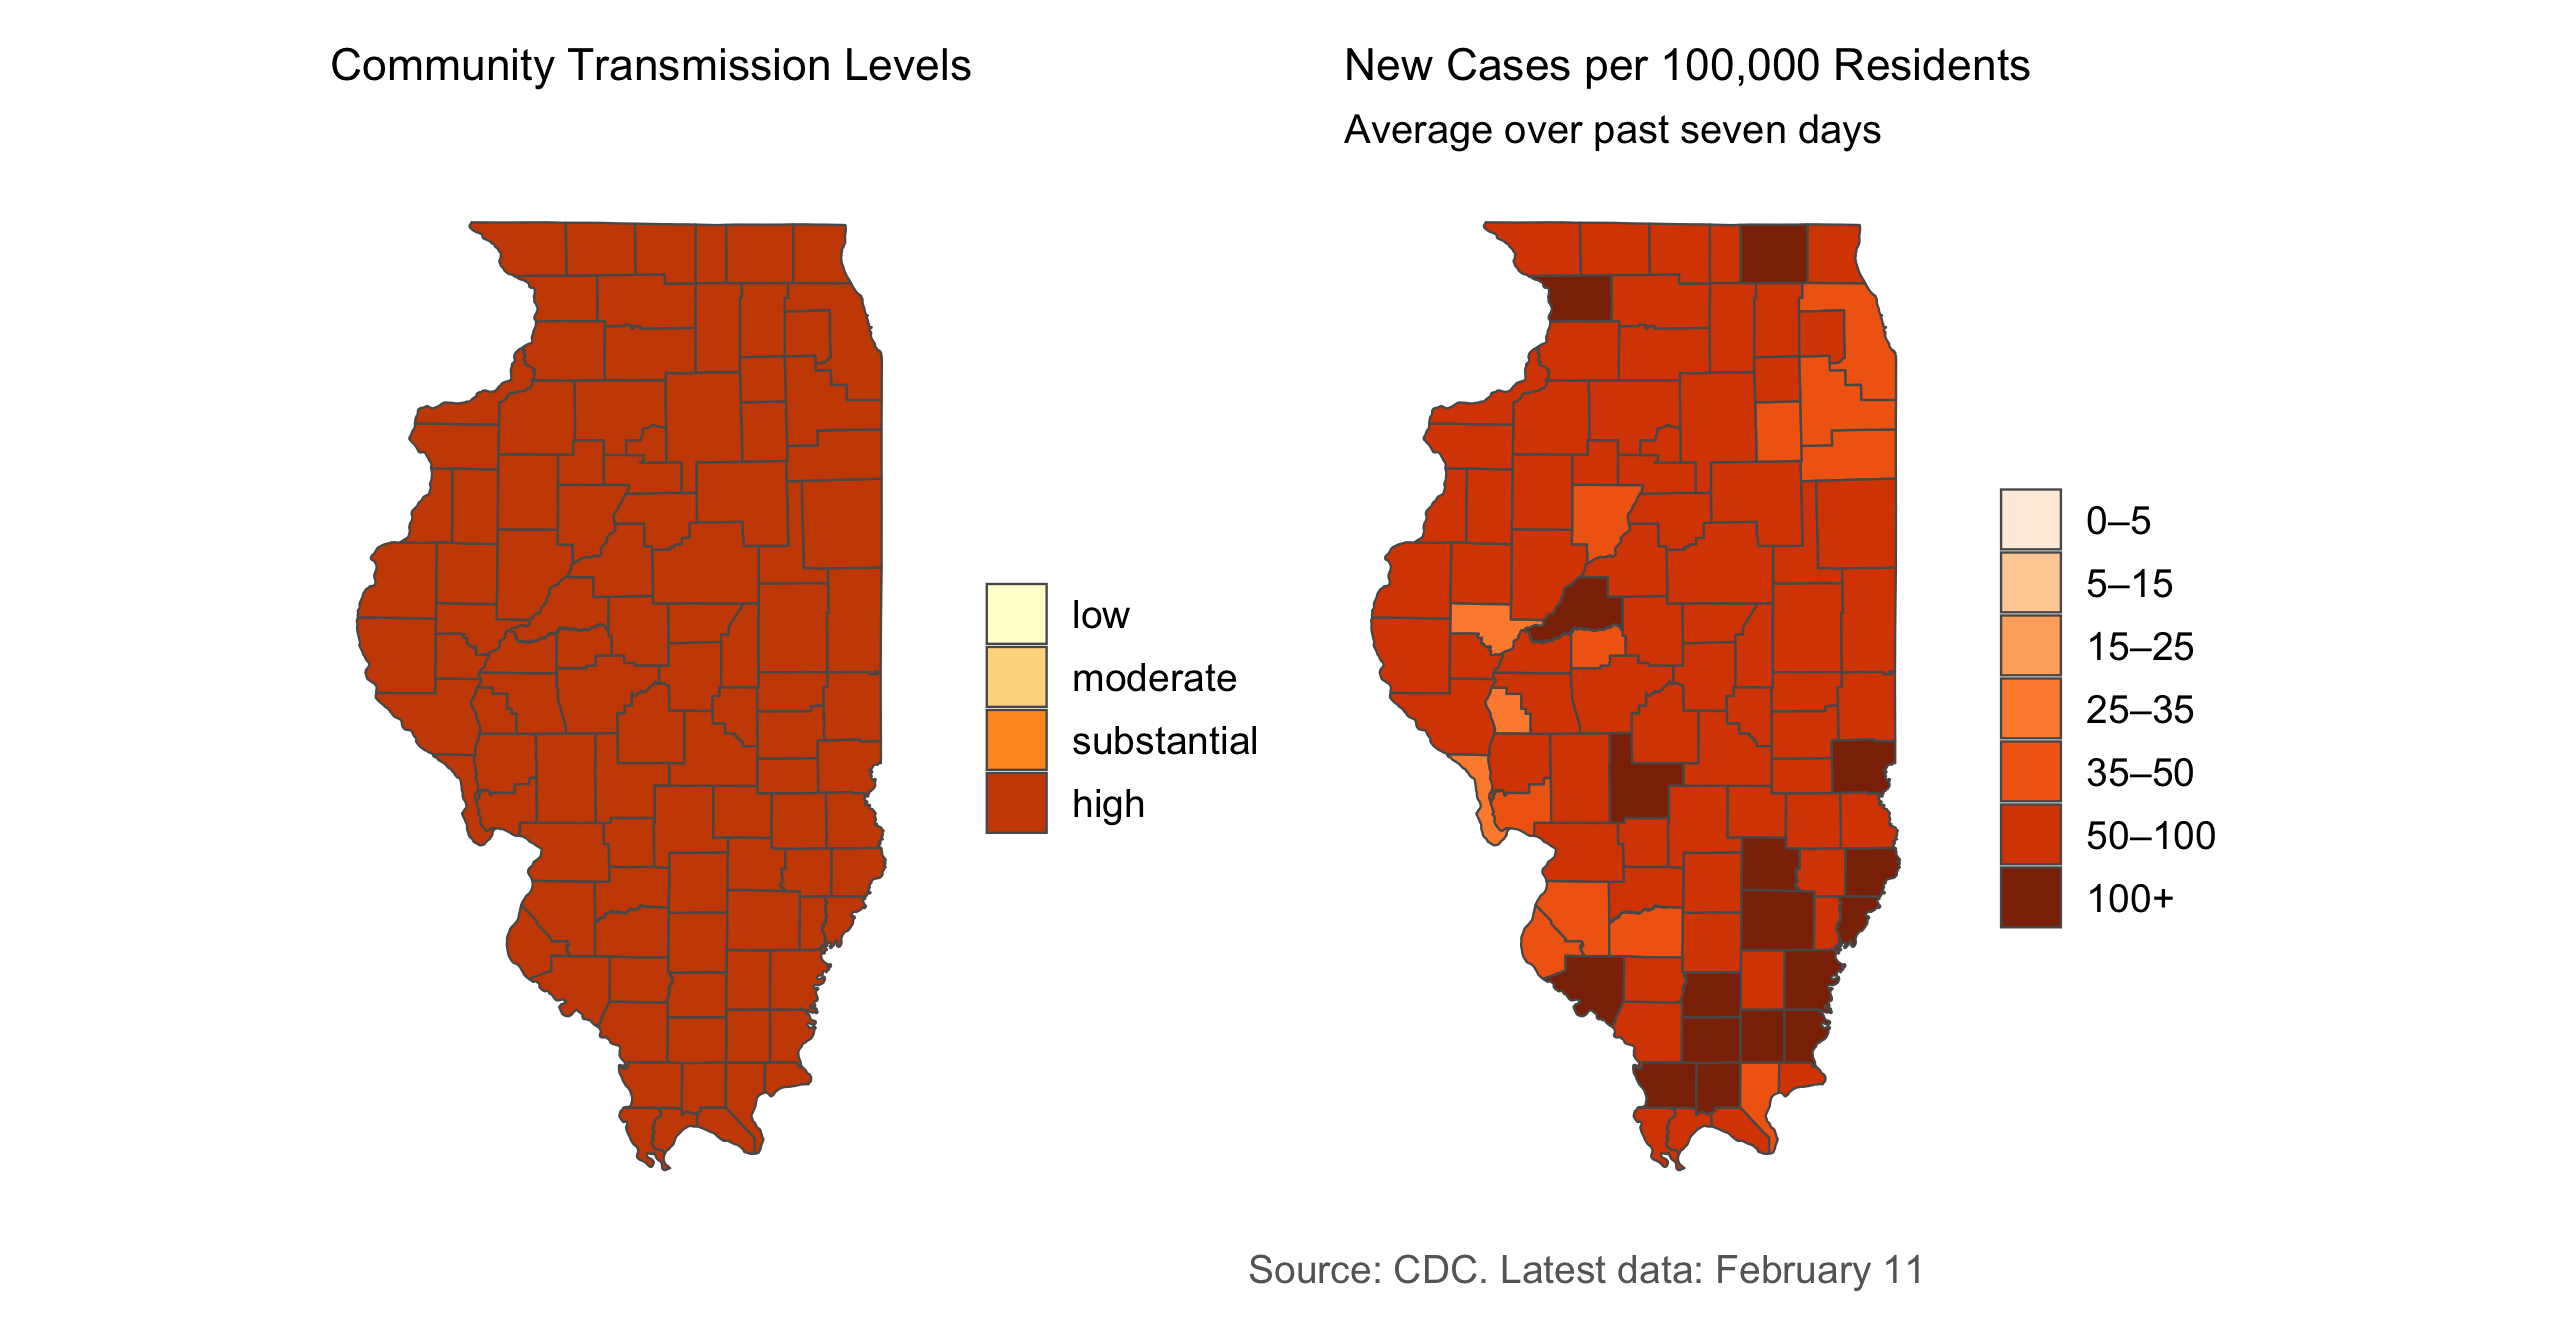 Community Transmission Levels
low
moderate
substantial
high
New Cases per 100,000 Residents
Average over past seven days
0–5
5–15
15–25
25–35
35–50
50–100
100+
Source: CDC. Latest data: February 11